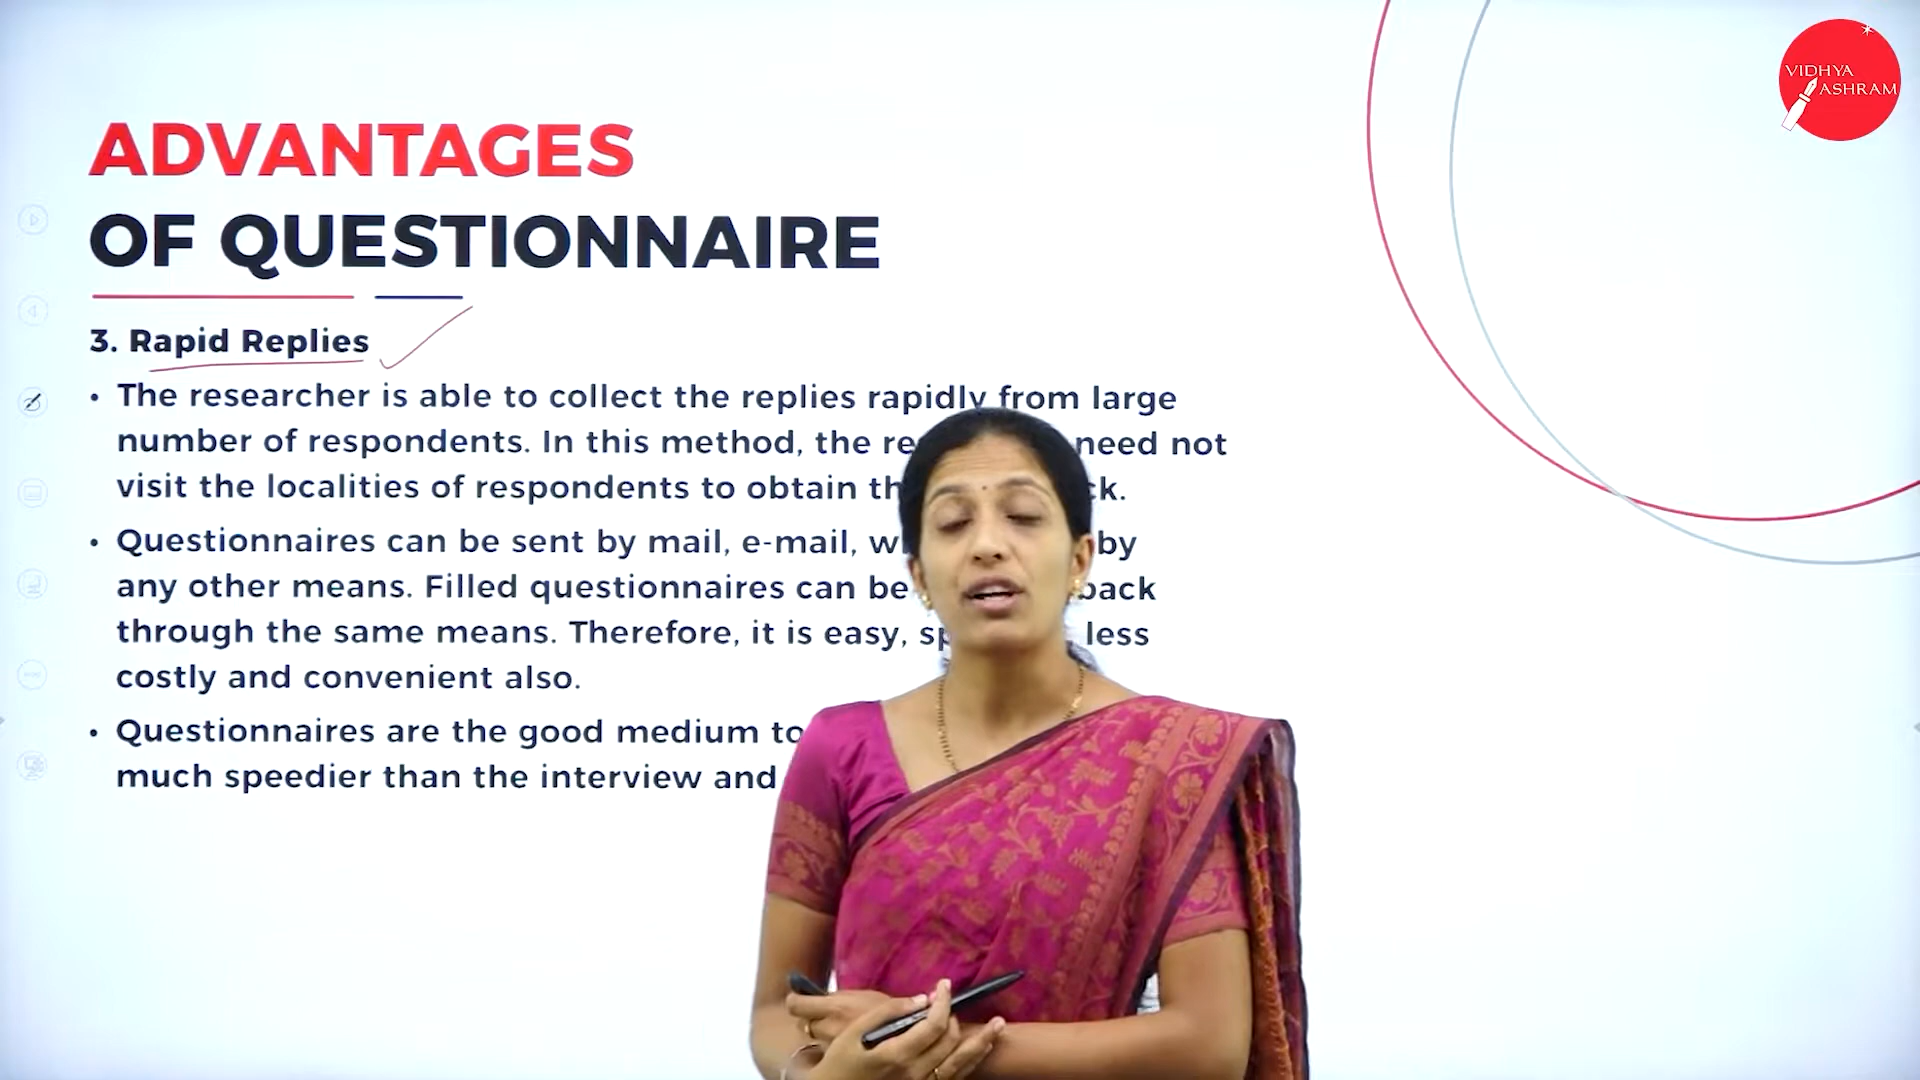 VIDHYA
ASHRAM
ADVANTAGES
OF QUESTIONNAIRE
3. Rapid Replies
• The researcher is able to collect the replies rapidly from large
number of respondents. In this method, the need not
visit the localities of respondents to obtain
• Questionnaires can be sent by mail, e-mail, by
any other means. Filled questionnaires can be back
through the same means. Therefore, it is easy, less
costly and convenient also.
• Questionnaires are the good medium to
much speedier than the interview and